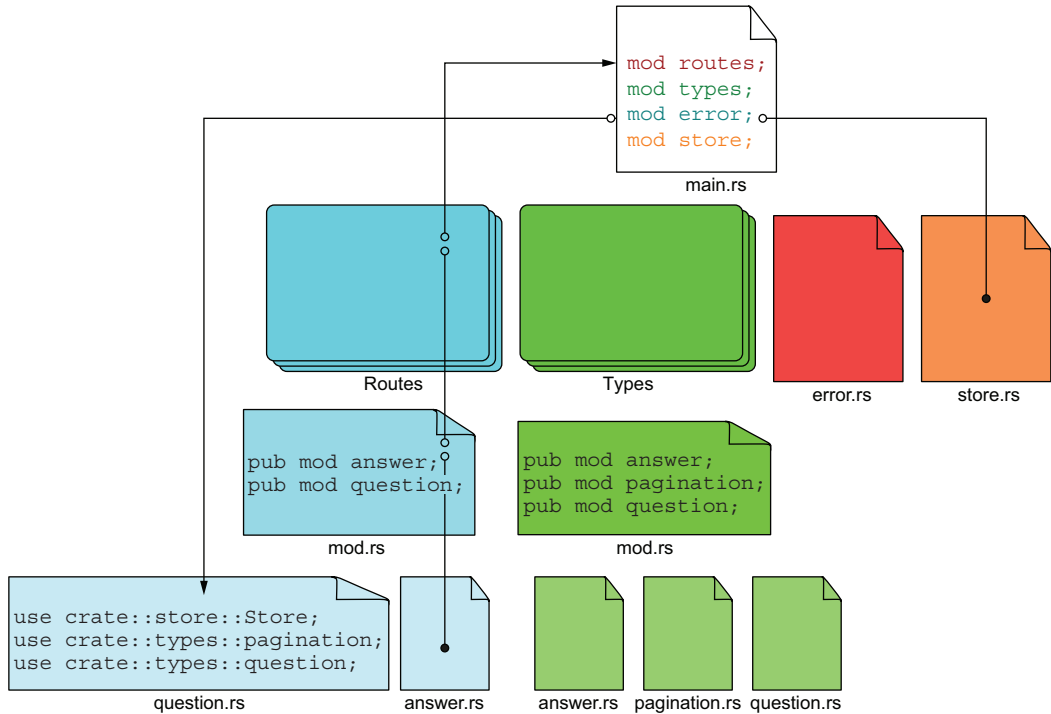 mod routes;
mod types;
mod error;
mod store;
main.rs
Routes
Types
error.rs
store.rs
pub mod answer;
pub mod question;
mod.rs
pub mod answer;
pub mod pagination;
pub mod question;
mod.rs
use crate::store::Store;
use crate::types::pagination;
use crate::types::question;
question.rs
answer.rs
answer.rs
pagination.rs
question.rs